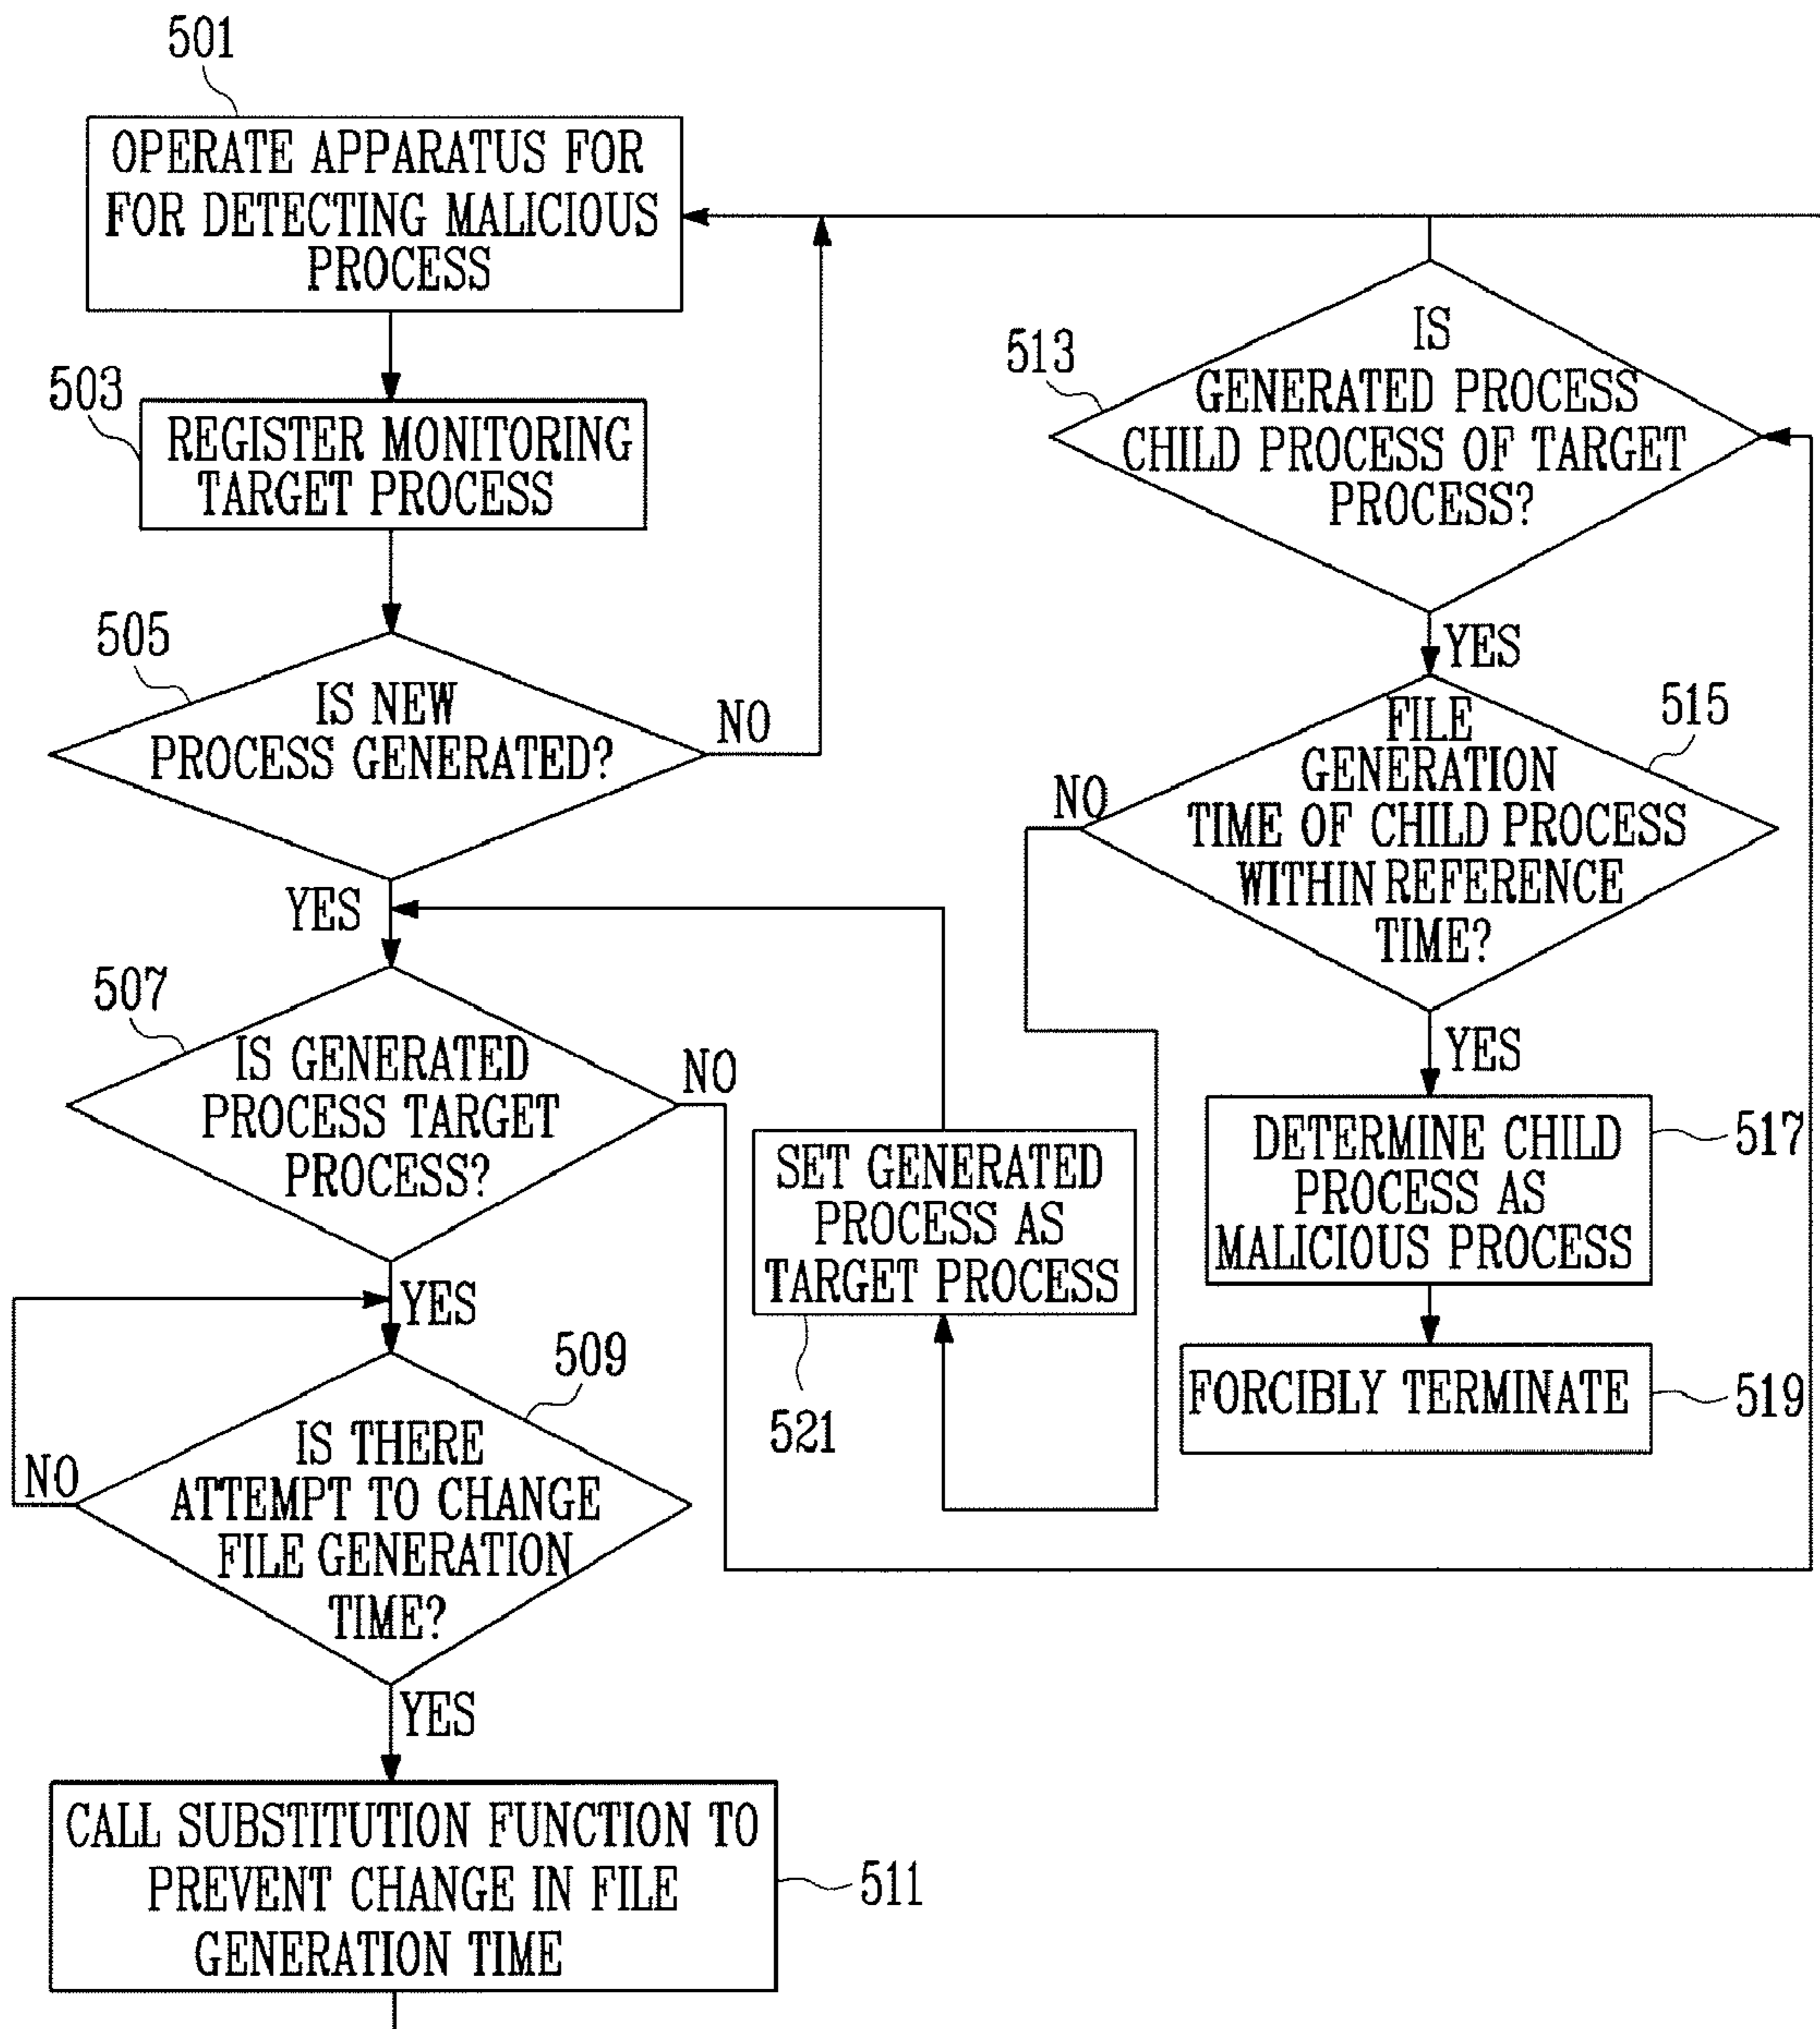 501
OPERATE APPARATUS FOR
FOR DETECTING MALICIOUS
PROCESS
503
REGISTER MONITORING
TARGET PROCESS
505
IS NEW
PROCESS GENERATED?
NO
YES
507
IS GENERATED
PROCESS TARGET
PROCESS?
NO
YES
509
IS THERE
ATTEMPT TO CHANGE
FILE GENERATION
TIME?
NO
YES
CALL SUBSTITUTION FUNCTION TO
PREVENT CHANGE IN FILE
GENERATION TIME
511
513
IS
GENERATED PROCESS
CHILD PROCESS OF TARGET
PROCESS?
YES
515
FILE
GENERATION
TIME OF CHILD PROCESS
WITHIN REFERENCE
TIME?
NO
YES
DETERMINE CHILD
PROCESS AS
MALICIOUS PROCESS
517
FORCIBLY TERMINATE
519
SET GENERATED
PROCESS AS
TARGET PROCESS
521